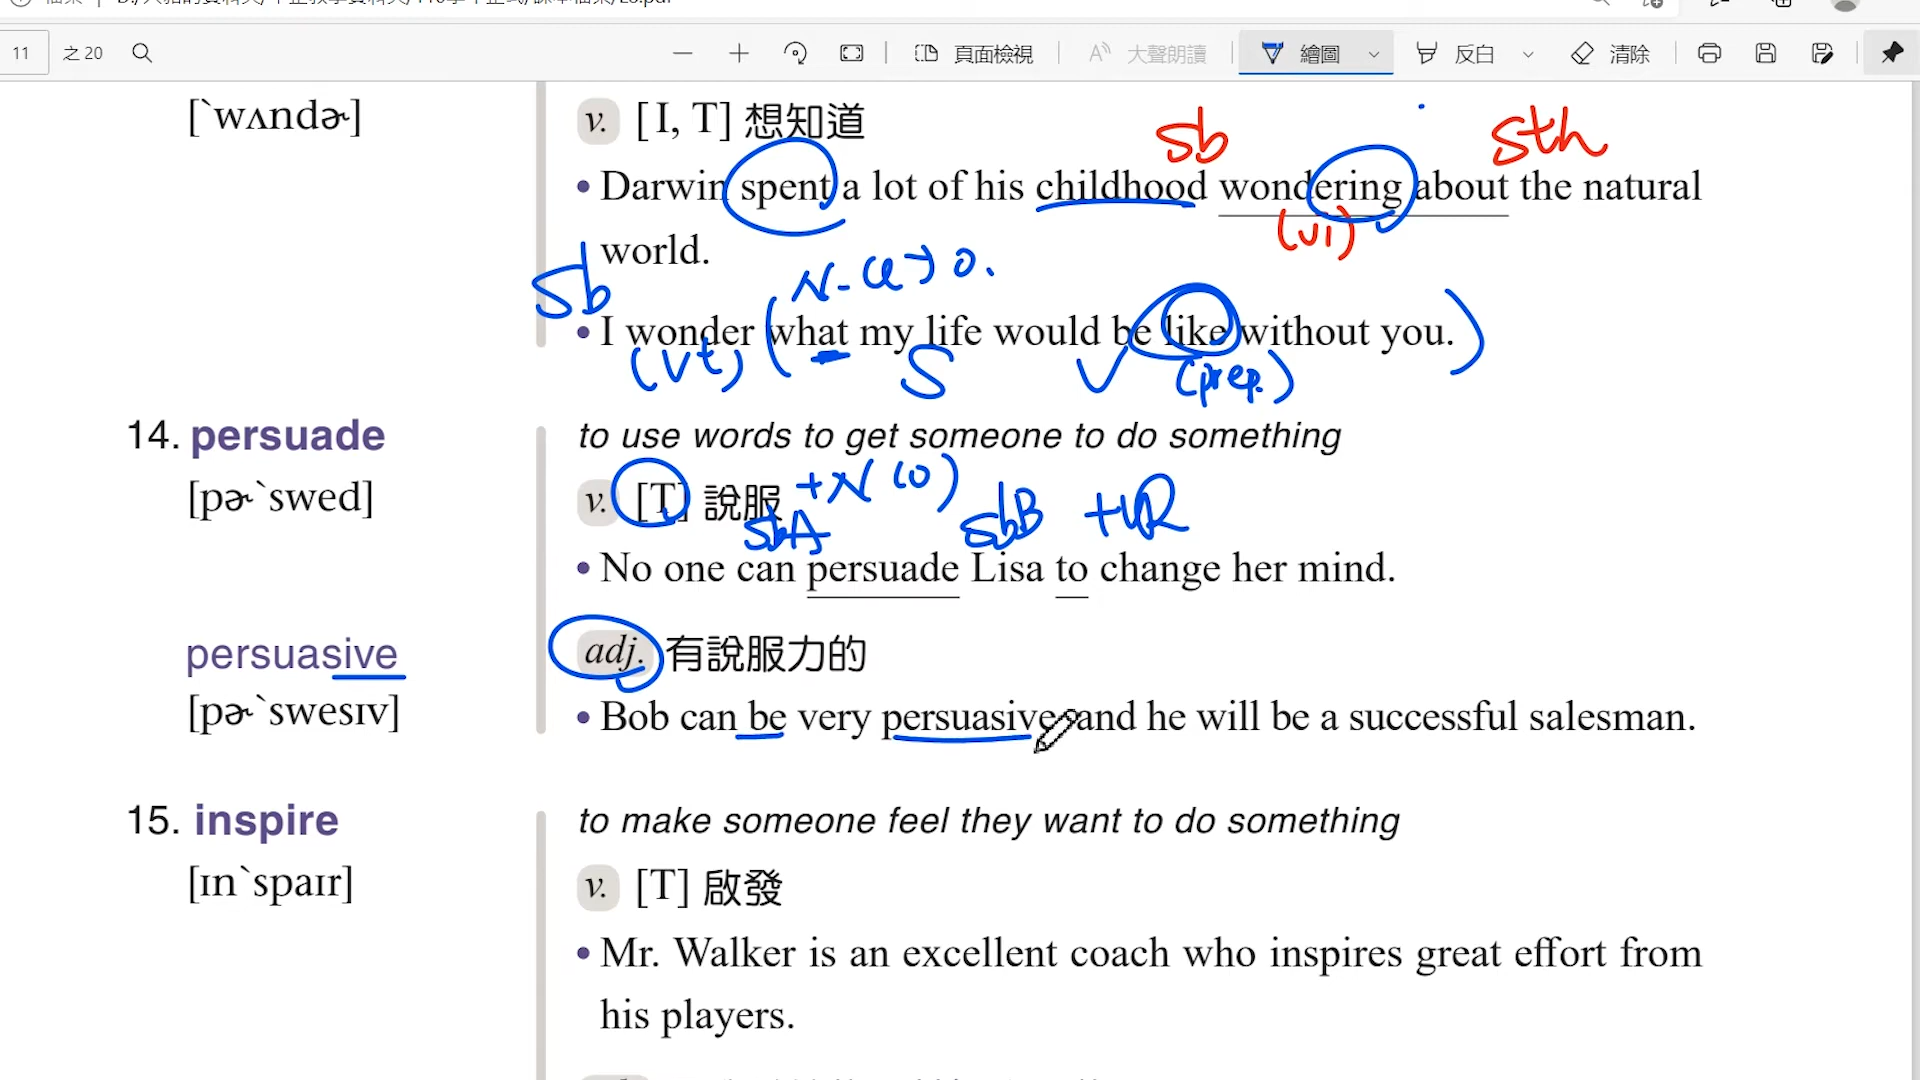 11 之 20 頁面檢視 大聲朗讀 繪圖 反白 清除
[ˋwʌndɚ]
v. [I, T] 想知道
sb sth
• Darwin spent a lot of his childhood wondering about the natural
(vi)
world.
sb N-cl → O.
• I wonder what my life would be like without you.
(vt) ( S ✓ (prep.) )
14. persuade
to use words to get someone to do something
[pɚˋswed]
v. [T] 說服 +N (O)
sbA sbB +VR
• No one can persuade Lisa to change her mind.
persuasive
adj. 有說服力的
[pɚˋswesɪv]
• Bob can be very persuasive and he will be a successful salesman.
15. inspire
to make someone feel they want to do something
[ɪnˋspaɪr]
v. [T] 啟發
• Mr. Walker is an excellent coach who inspires great effort from
his players.